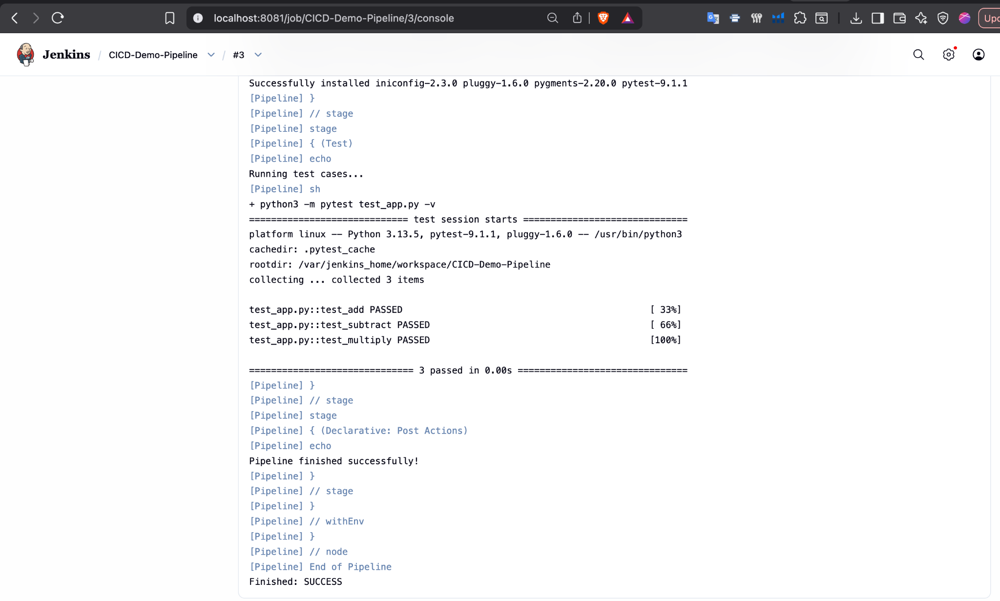 localhost:8081/job/CICD-Demo-Pipeline/3/console
Jenkins / CICD-Demo-Pipeline / #3
Successfully installed iniconfig-2.3.0 pluggy-1.6.0 pygments-2.20.0 pytest-9.1.1
[Pipeline] }
[Pipeline] // stage
[Pipeline] stage
[Pipeline] { (Test)
[Pipeline] echo
Running test cases...
[Pipeline] sh
+ python3 -m pytest test_app.py -v
============================= test session starts ==============================
platform linux -- Python 3.13.5, pytest-9.1.1, pluggy-1.6.0 -- /usr/bin/python3
cachedir: .pytest_cache
rootdir: /var/jenkins_home/workspace/CICD-Demo-Pipeline
collecting ... collected 3 items
test_app.py::test_add PASSED [ 33%]
test_app.py::test_subtract PASSED [ 66%]
test_app.py::test_multiply PASSED [100%]
============================== 3 passed in 0.00s ===============================
[Pipeline] }
[Pipeline] // stage
[Pipeline] stage
[Pipeline] { (Declarative: Post Actions)
[Pipeline] echo
Pipeline finished successfully!
[Pipeline] }
[Pipeline] // stage
[Pipeline] }
[Pipeline] // withEnv
[Pipeline] }
[Pipeline] // node
[Pipeline] End of Pipeline
Finished: SUCCESS